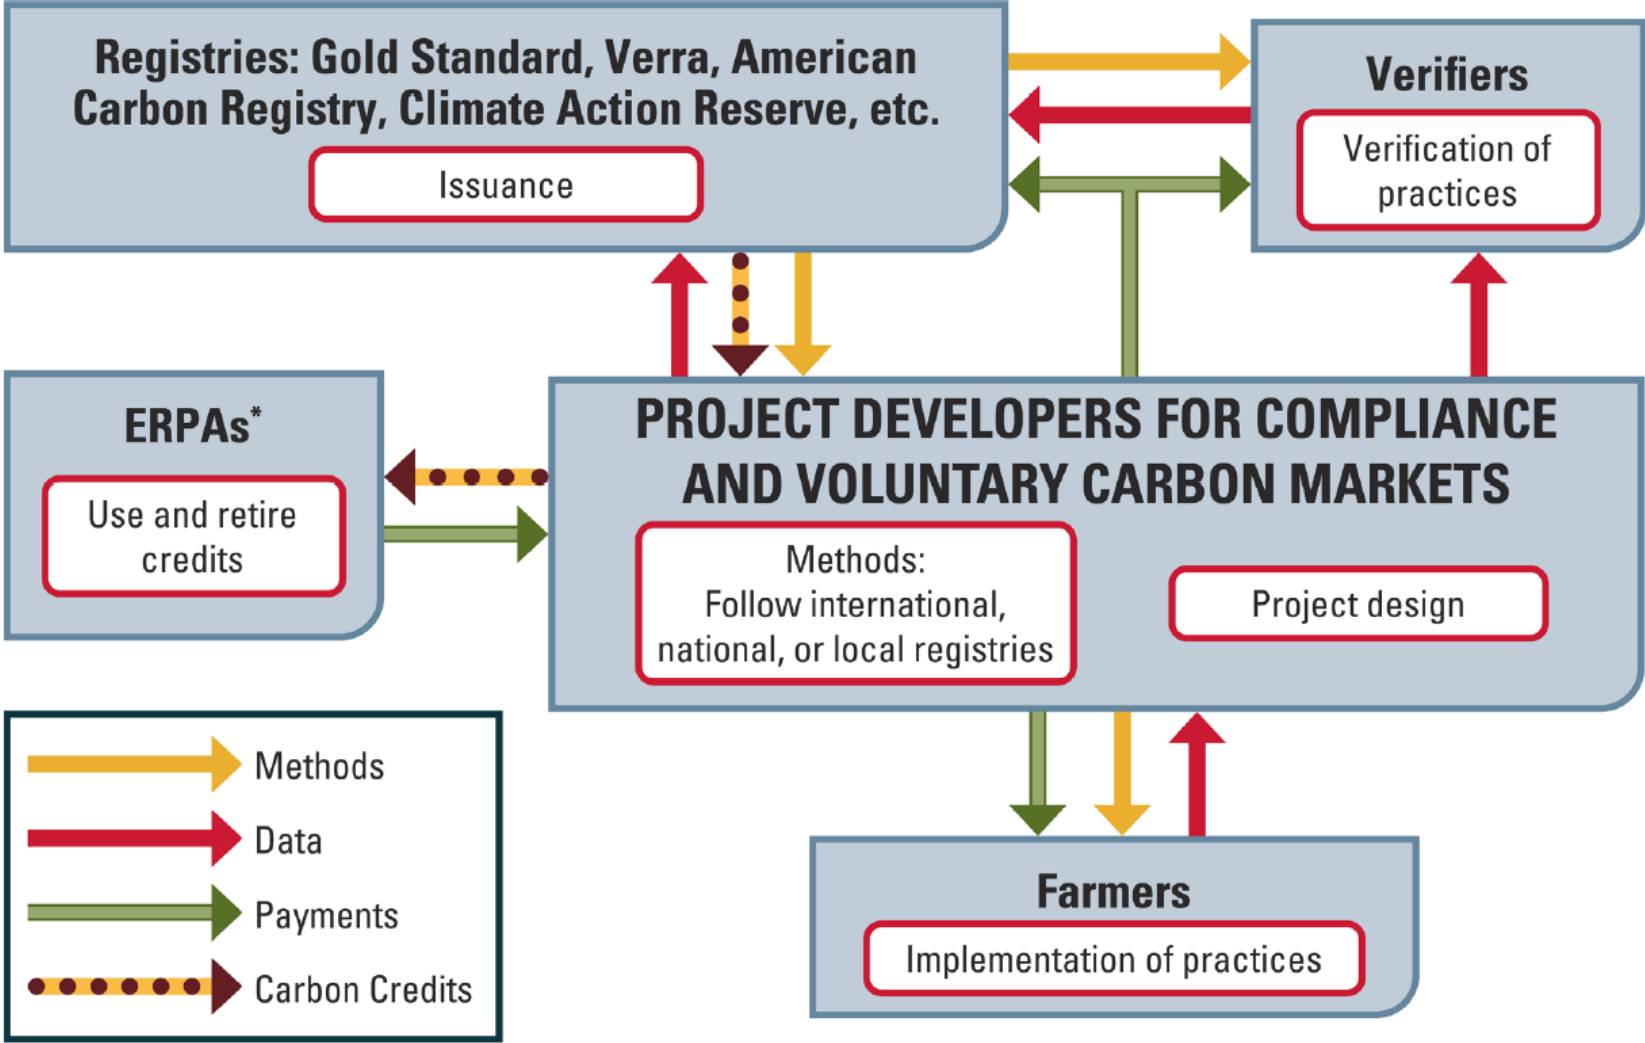 Registries: Gold Standard, Verra, American
Carbon Registry, Climate Action Reserve, etc.
Issuance
Verifiers
Verification of
practices
ERPAs*
Use and retire
credits
PROJECT DEVELOPERS FOR COMPLIANCE
AND VOLUNTARY CARBON MARKETS
Methods:
Follow international,
national, or local registries
Project design
Methods
Data
Payments
Carbon Credits
Farmers
Implementation of practices